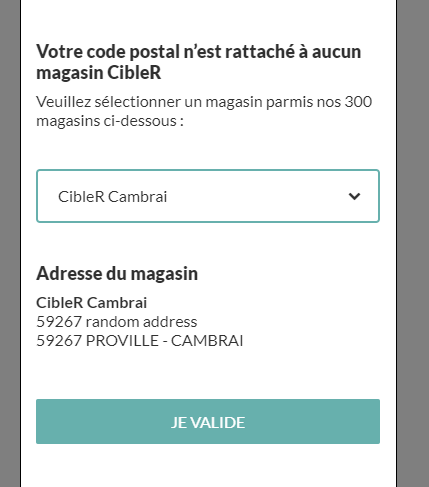 Votre code postal n'est rattaché à aucun
magasin CibleR
Veuillez sélectionner un magasin parmis nos 300
magasins ci-dessous :
CibleR Cambrai
Adresse du magasin
CibleR Cambrai
59267 random address
59267 PROVILLE - CAMBRAI
JE VALIDE